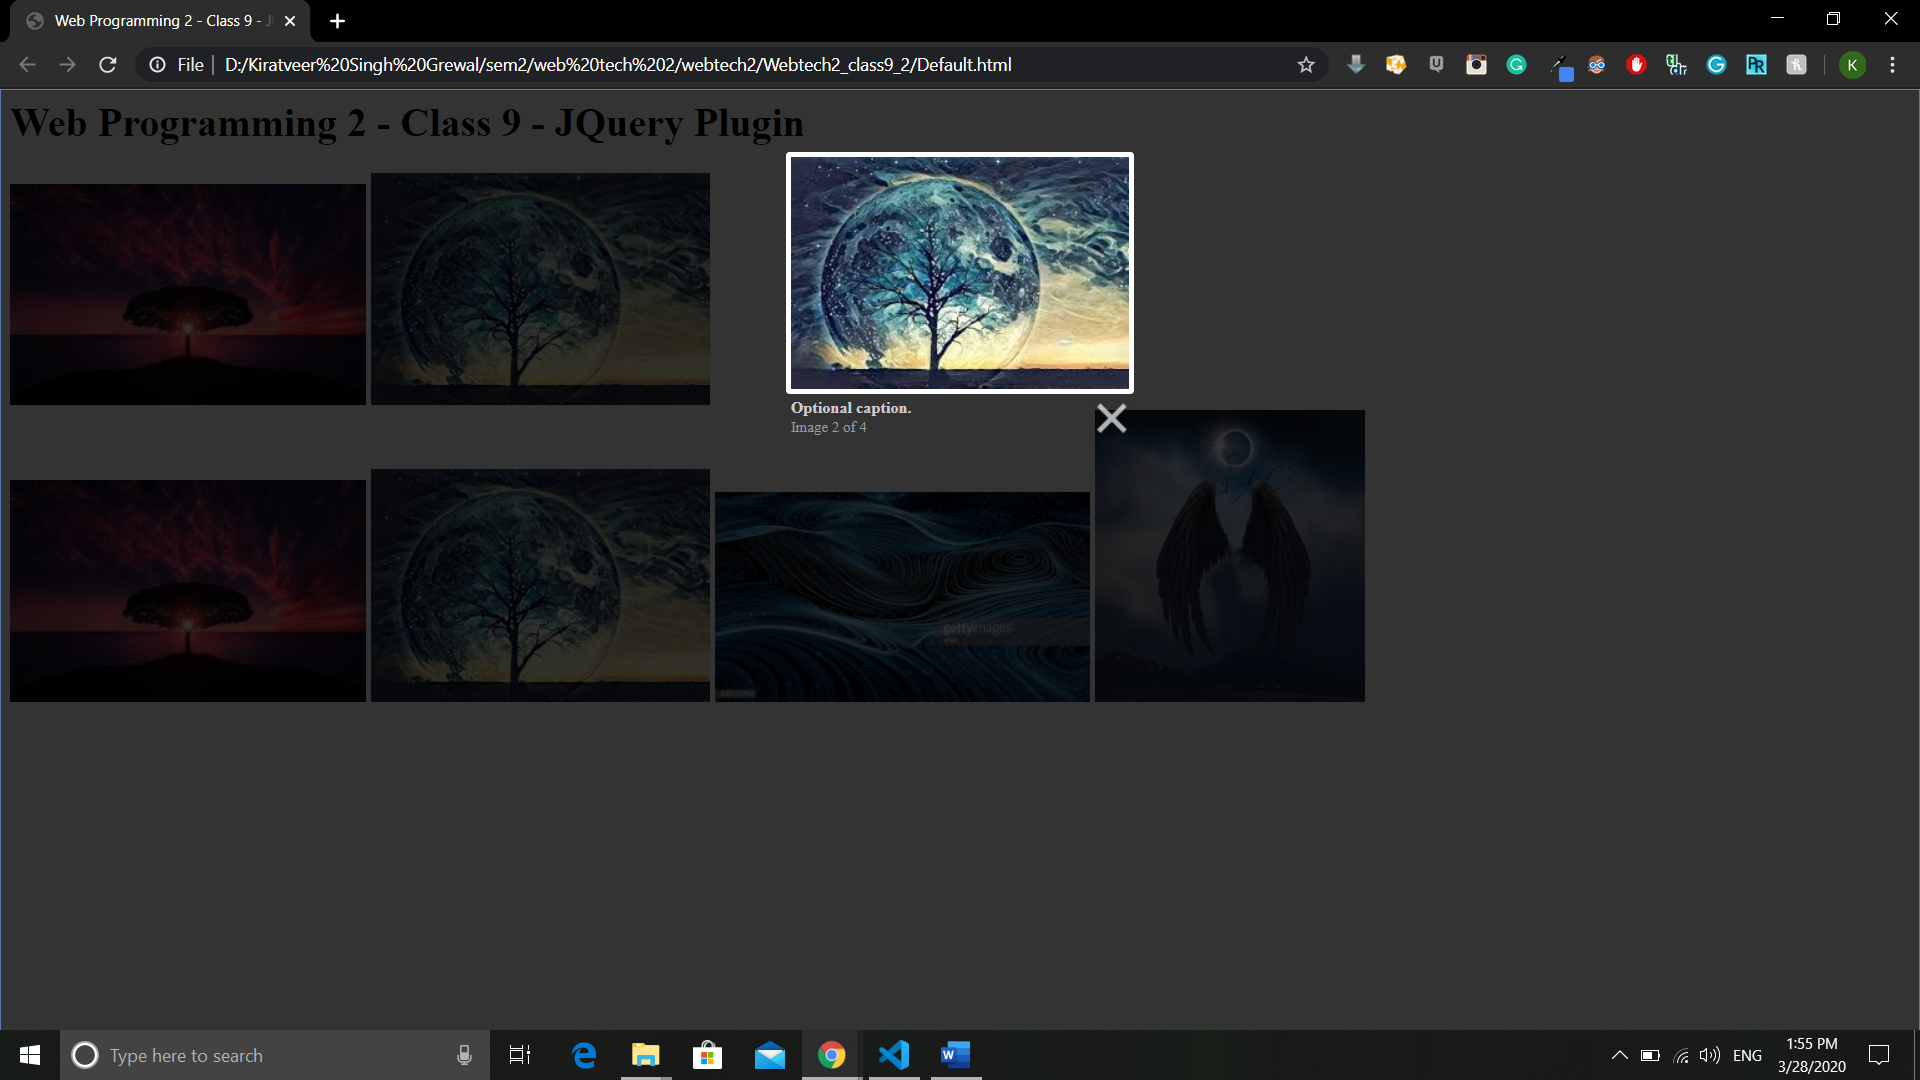 Web Programming 2 - Class 9 - J
File
D:/Kiratveer%20Singh%20Grewal/sem2/web%20tech%202/webtech2/Webtech2_class9_2/Default.html
K
Web Programming 2 - Class 9 - JQuery Plugin
Optional caption.
Image 2 of 4
gettyimages
Type here to search
ENG
1:55 PM
3/28/2020